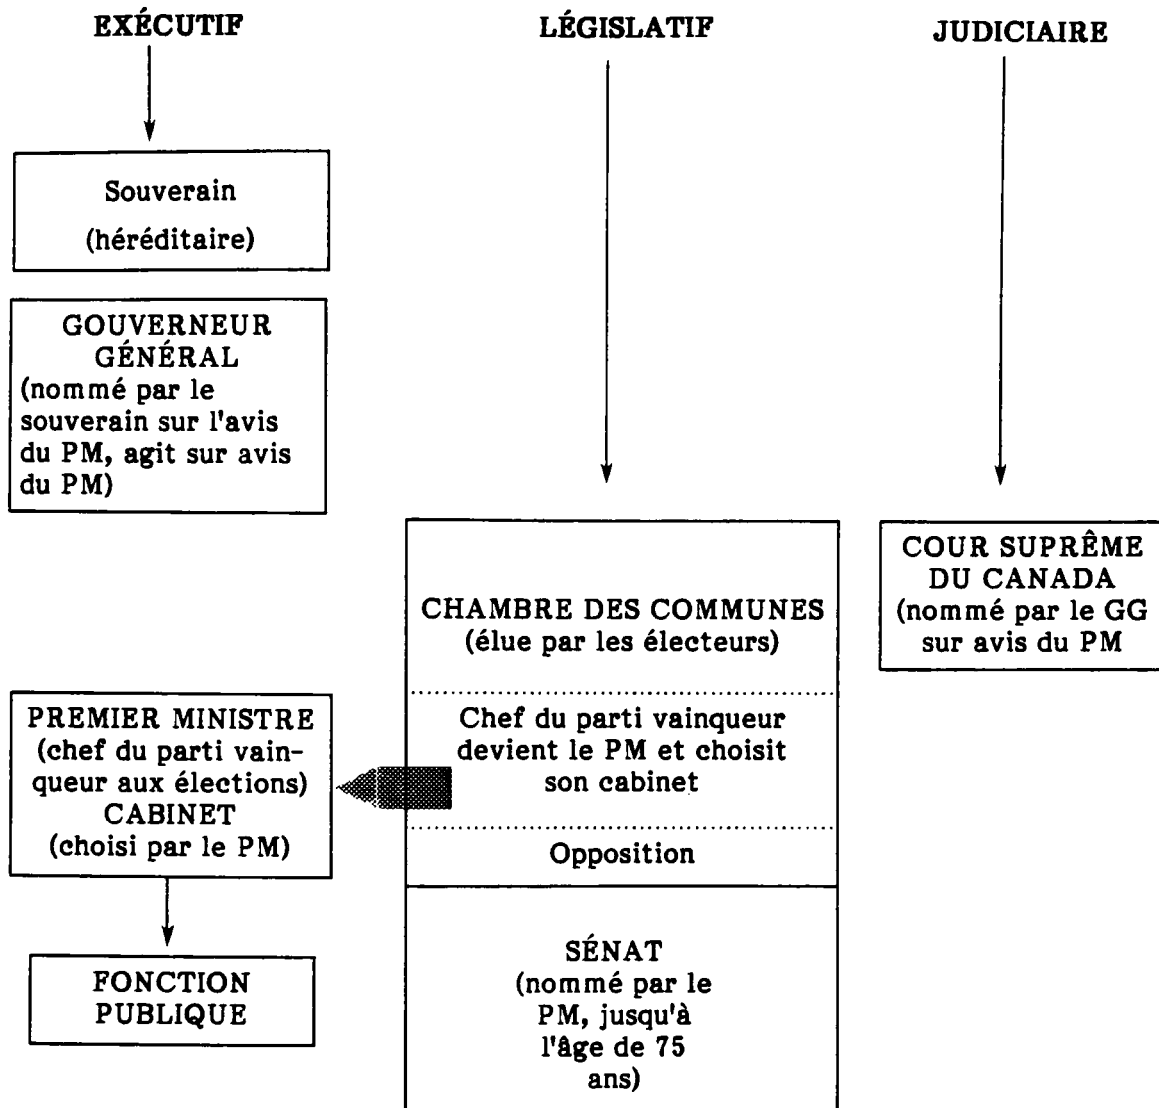 EXÉCUTIF
LÉGISLATIF
JUDICIAIRE
Souverain
(héréditaire)
GOUVERNEUR
GÉNÉRAL
(nommé par le
souverain sur l'avis
du PM, agit sur avis
du PM)
CHAMBRE DES COMMUNES
(élue par les électeurs)
COUR SUPRÊME
DU CANADA
(nommé par le GG
sur avis du PM
PREMIER MINISTRE
(chef du parti vain-
queur aux élections)
CABINET
(choisi par le PM)
Chef du parti vainqueur
devient le PM et choisit
son cabinet
Opposition
FONCTION
PUBLIQUE
SÉNAT
(nommé par le
PM, jusqu'à
l'âge de 75
ans)